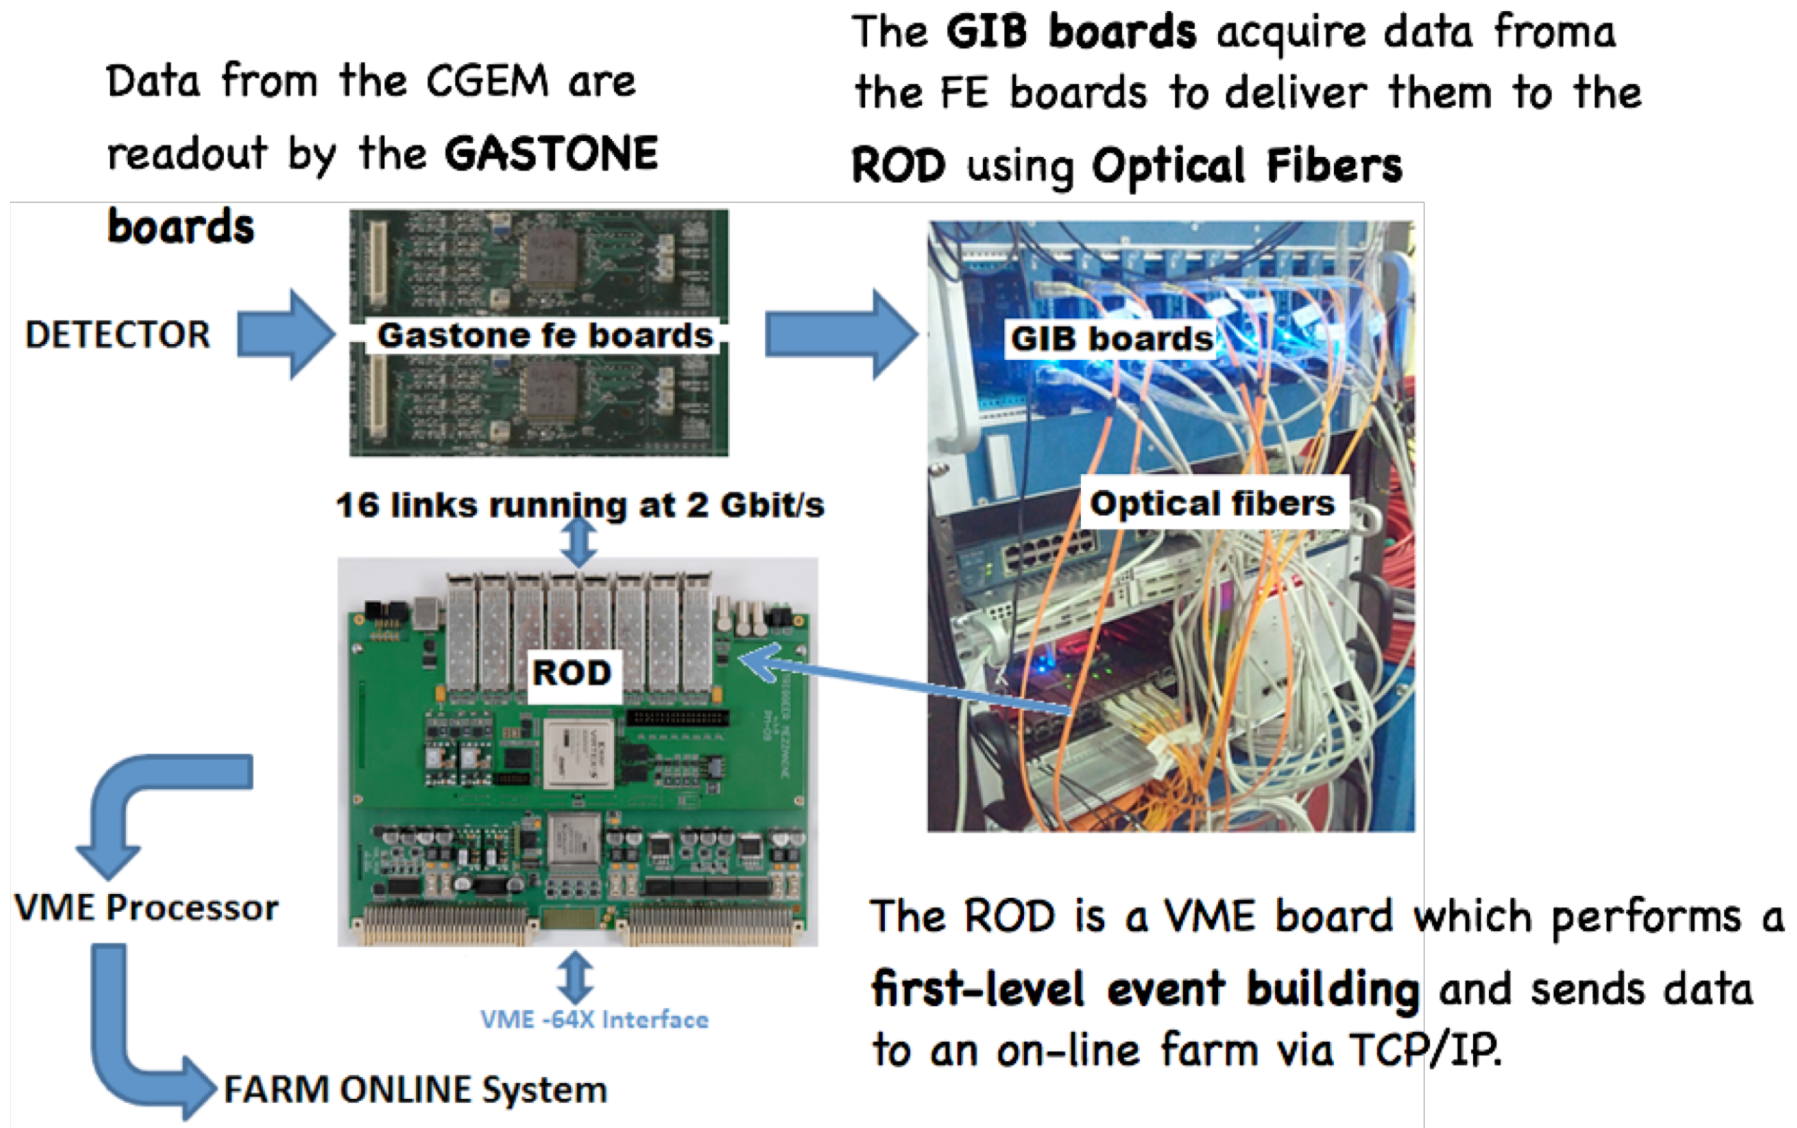 Data from the CGEM are
readout by the GASTONE
boards
The GIB boards acquire data froma
the FE boards to deliver them to the
ROD using Optical Fibers
DETECTOR
Gastone fe boards
GIB boards
Optical fibers
16 links running at 2 Gbit/s
ROD
VME Processor
VME -64X Interface
FARM ONLINE System
The ROD is a VME board which performs a
first-level event building and sends data
to an on-line farm via TCP/IP.